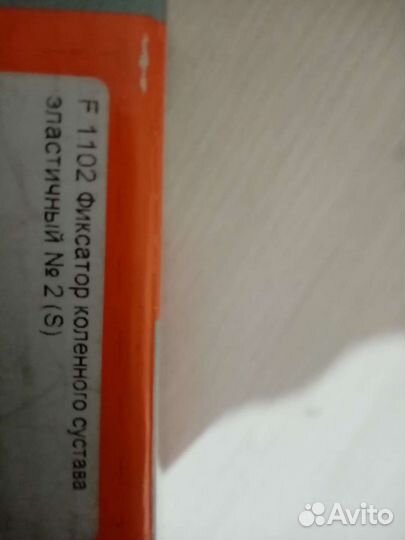 F 1102 Фиксатор коленного сустава
эластичный № 2 (S)
Avito